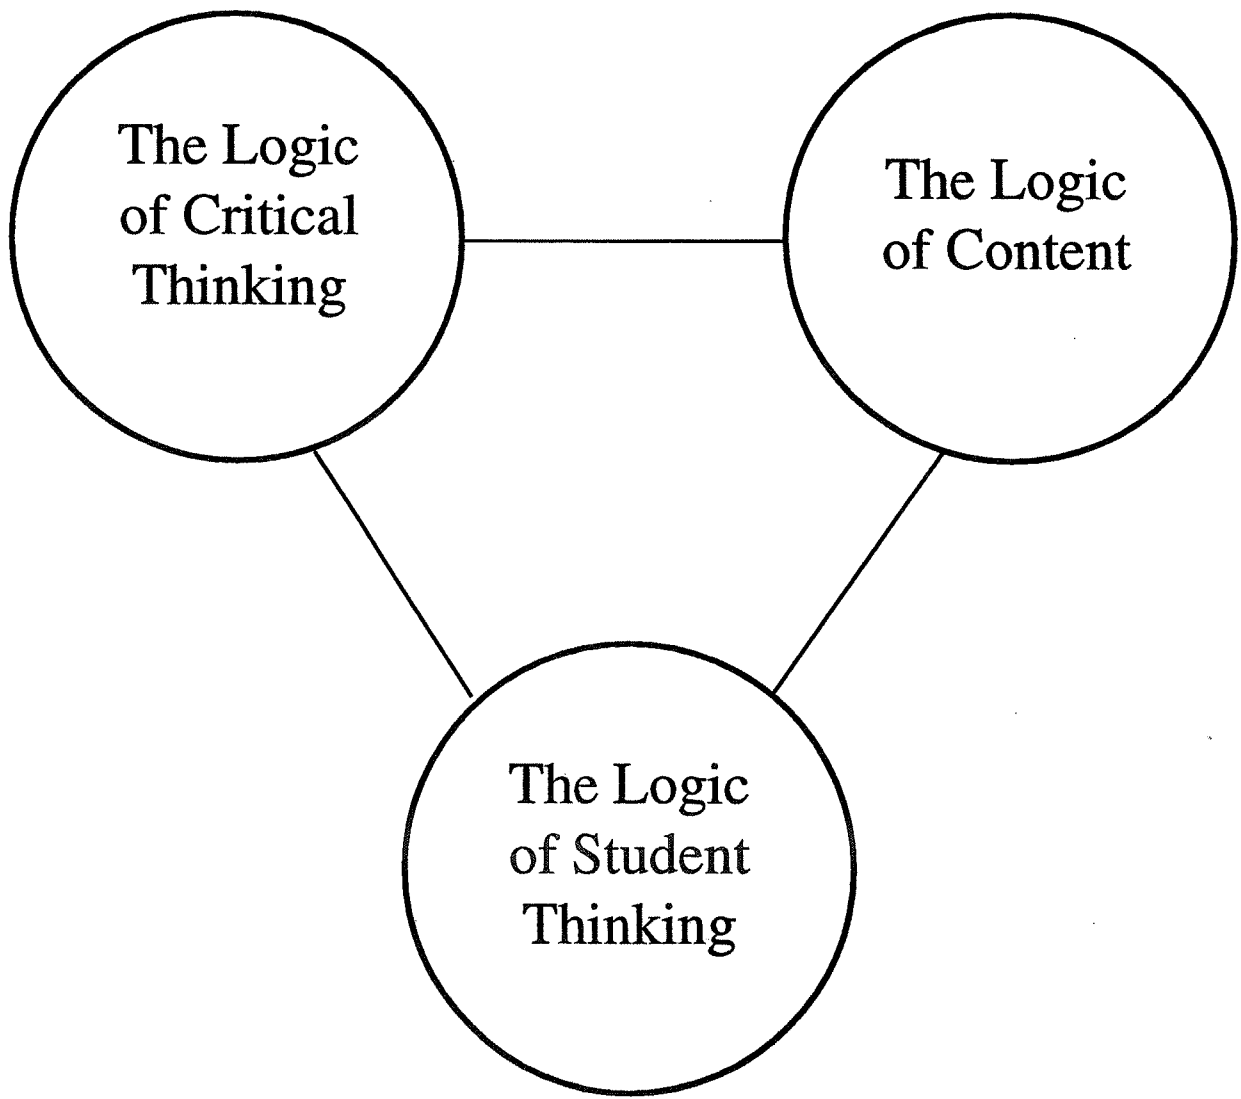 The Logic
of Critical
Thinking
The Logic
of Content
The Logic
of Student
Thinking